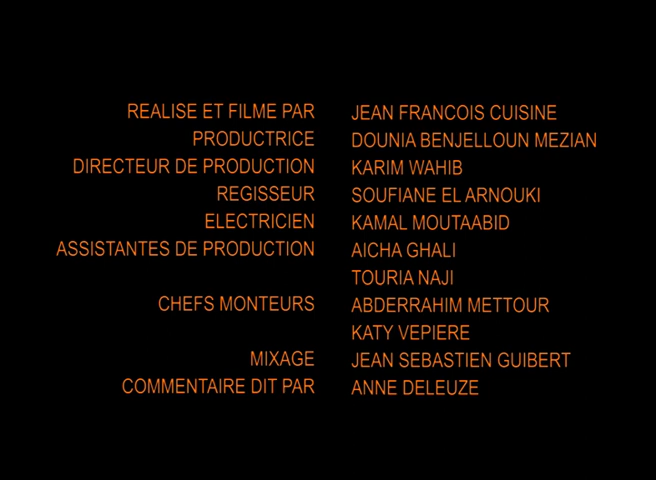 REALISE ET FILME PAR JEAN FRANCOIS CUISINE
PRODUCTRICE DOUNIA BENJELLOUN MEZIAN
DIRECTEUR DE PRODUCTION KARIM WAHIB
REGISSEUR SOUFIANE EL ARNOUKI
ELECTRICIEN KAMAL MOUTAABID
ASSISTANTES DE PRODUCTION AICHA GHALI
TOURIA NAJI
CHEFS MONTEURS ABDERRAHIM METTOUR
KATY VEPIERE
MIXAGE JEAN SEBASTIEN GUIBERT
COMMENTAIRE DIT PAR ANNE DELEUZE